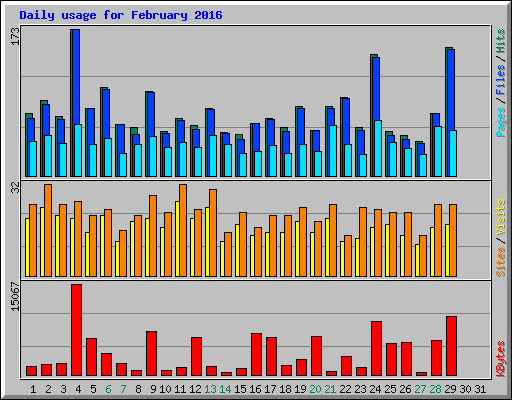 Daily usage for February 2016
173
Pages / Files / Hits
32
Sites / Visits
15067
KBytes
1 2 3 4 5 6 7 8 9 10 11 12 13 14 15 16 17 18 19 20 21 22 23 24 25 26 27 28 29 30 31